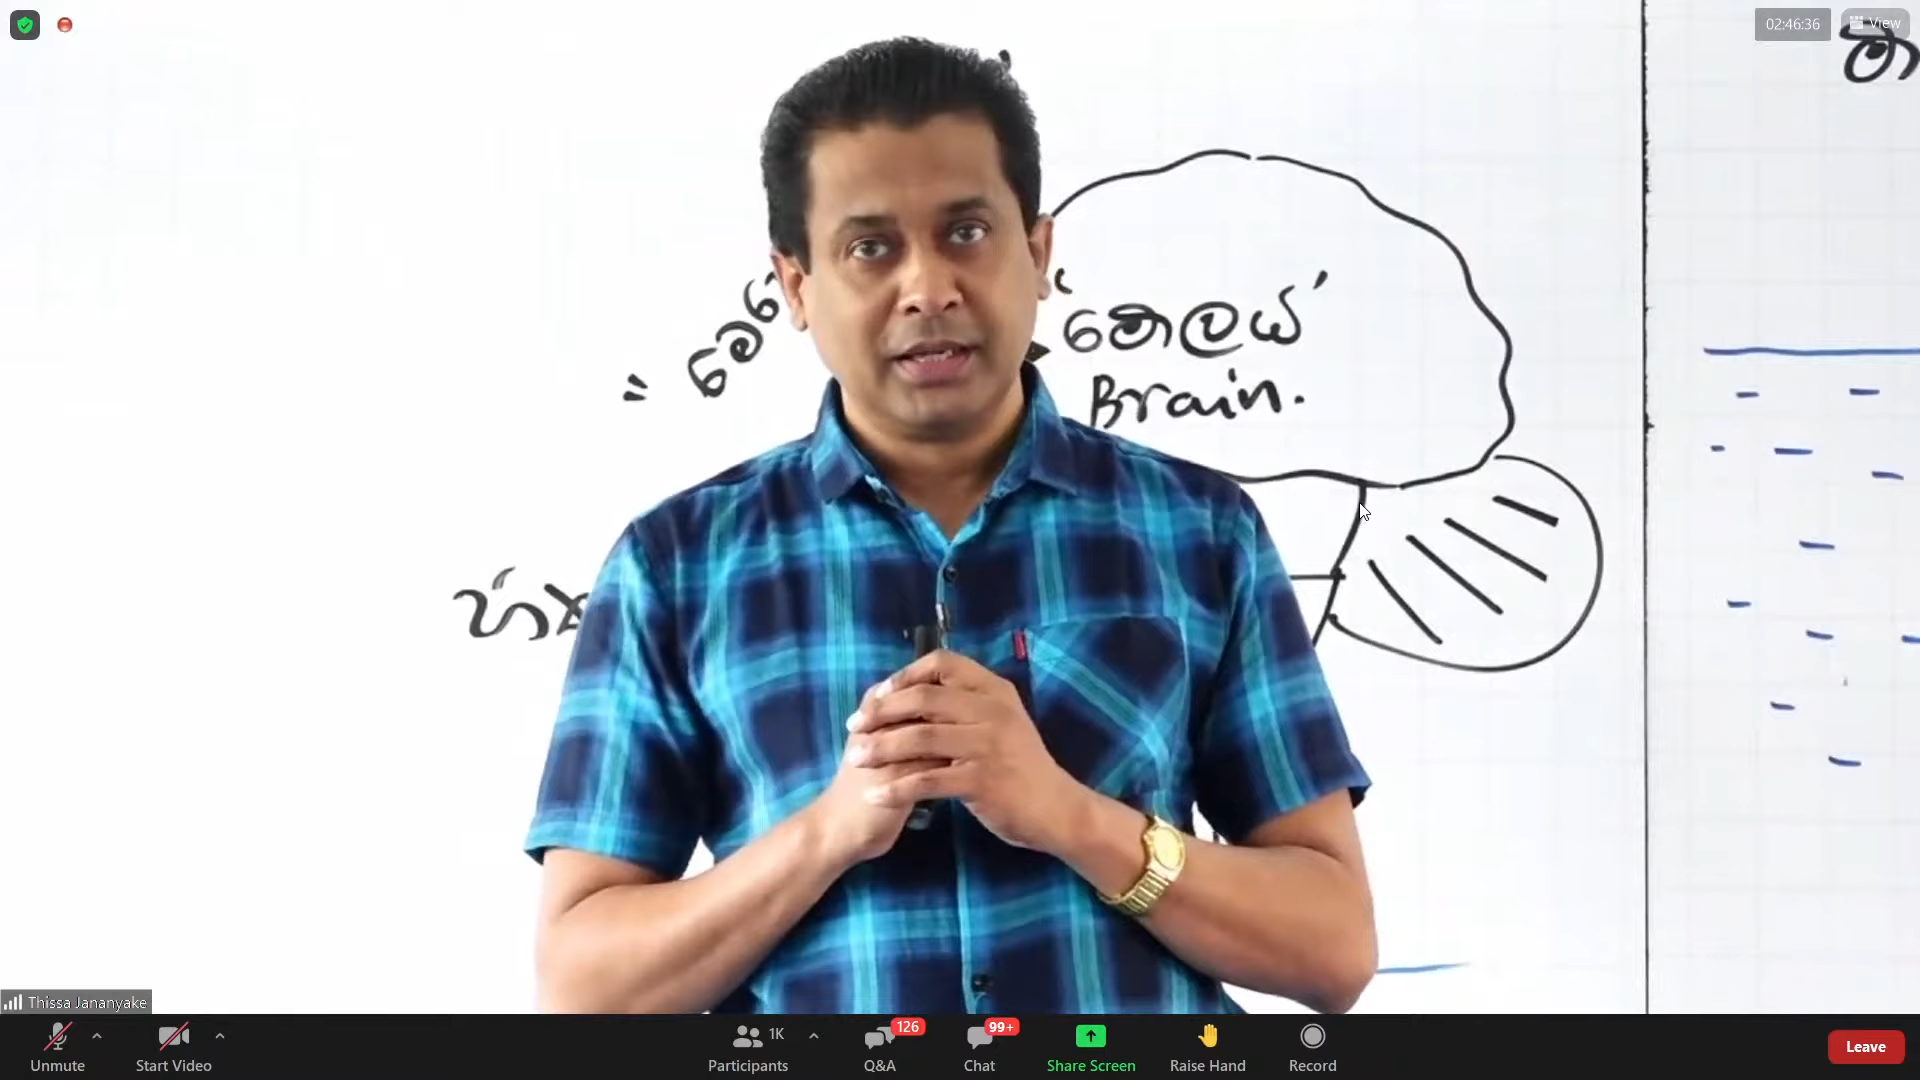 02:46:36
View
තෛලය
Brain.
Thissa Jananyake
Unmute
Start Video
Participants
1K
Q&A
126
Chat
99+
Share Screen
Raise Hand
Record
Leave